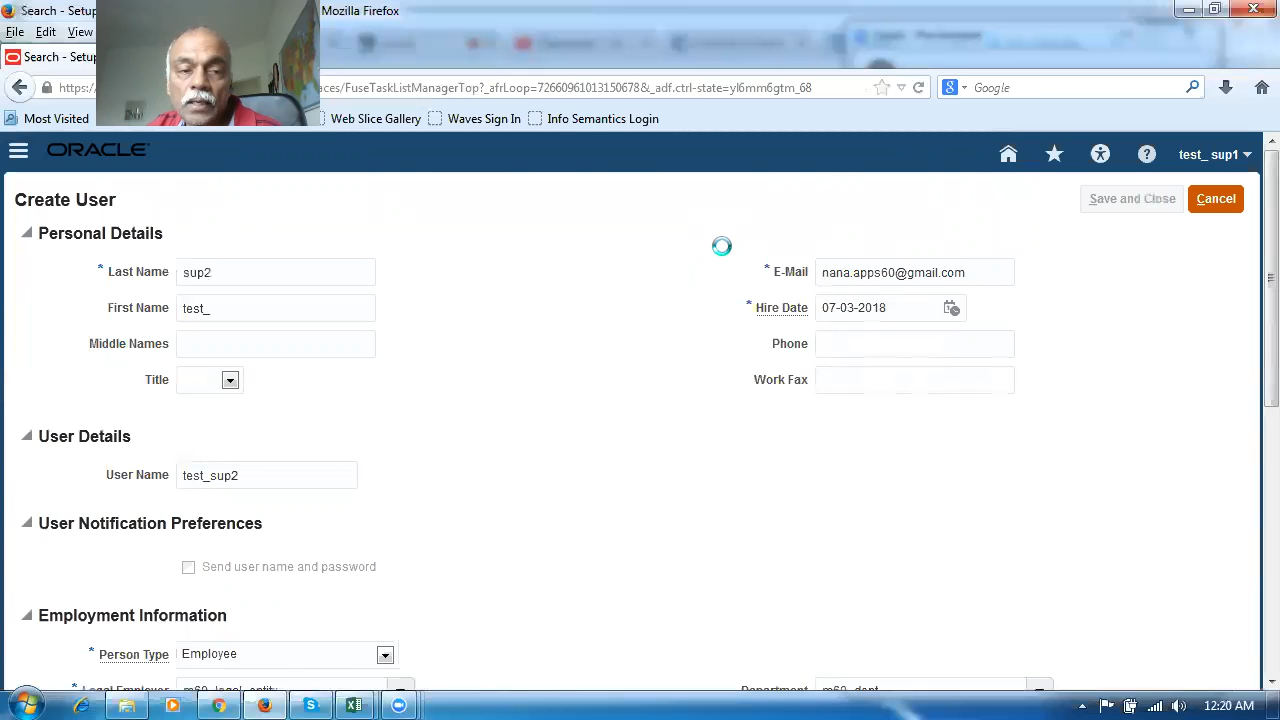 Search - Setup Mozilla Firefox
File Edit View
Search - Setup
https:// aces/FuseTaskListManagerTop?_afrLoop=72660961013150678&_adf.ctrl-state=yl6mm6gtm_68 Google
Most Visited Web Slice Gallery Waves Sign In Info Semantics Login
ORACLE test_ sup1
Create User Save and Close Cancel
Personal Details
* Last Name sup2 * E-Mail nana.apps60@gmail.com
First Name test_ * Hire Date 07-03-2018
Middle Names Phone
Title Work Fax
User Details
User Name test_sup2
User Notification Preferences
Send user name and password
Employment Information
* Person Type Employee
* Legal Employer m60_legal_entity Department m60_dept
12:20 AM